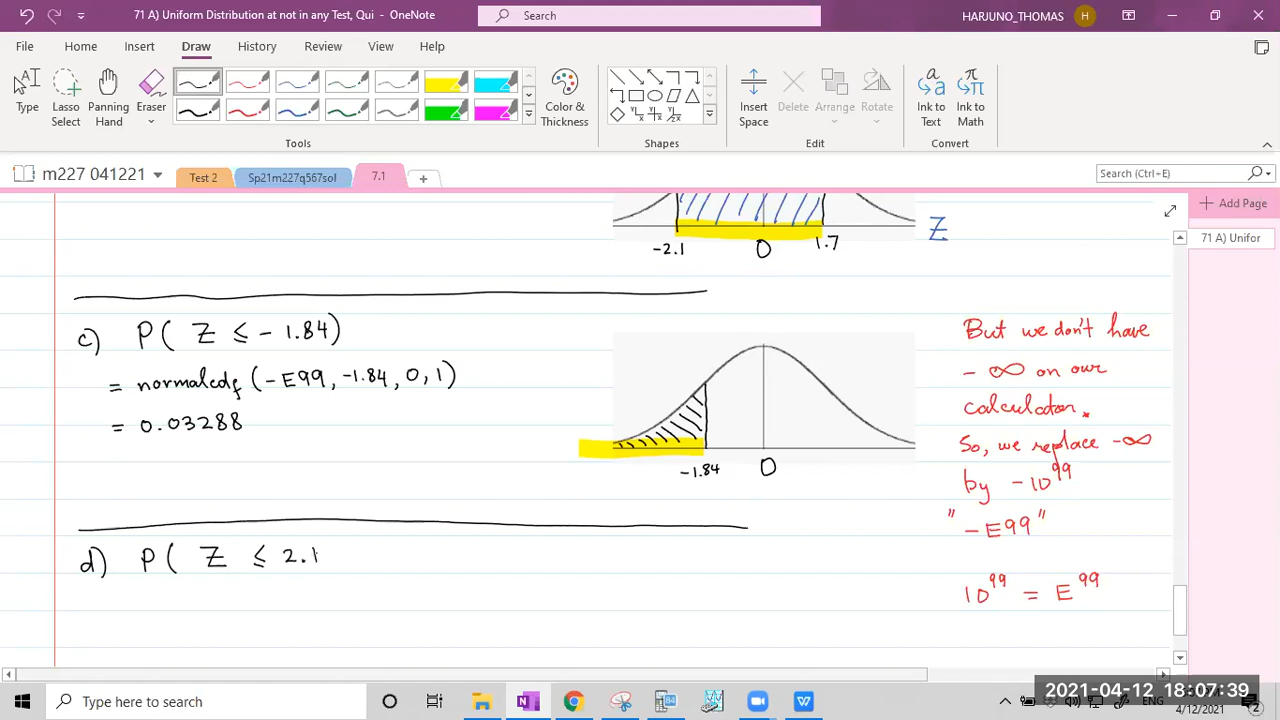 71 A) Uniform Distribution at not in any Test, Qui - OneNote
Search
HARJUNO_THOMAS
H
File Home Insert Draw View History Review View Help
Type
Lasso Select
Panning Hand
Eraser
Color & Thickness
Insert Space
Delete
Arrange
Rotate
Ink to Text
Ink to Math
Tools
Shapes
Edit
Convert
m227 041221
Test 2
Sp21m227q567sol
7.1
Search (Ctrl+E)
Add Page
71 A) Unifor
-2.1 0 1.7 Z
c) P( Z ≤ - 1.84)
= normalcdf (-E99, -1.84, 0, 1)
= 0.03288
-1.84 0
d) P( Z ≤ 2.1
But we don't have
- ∞ on our
calculator.
So, we replace -∞
by -10^99
"-E99"
10^99 = E^99
Type here to search
2021-04-12 18:07:39
4/12/2021